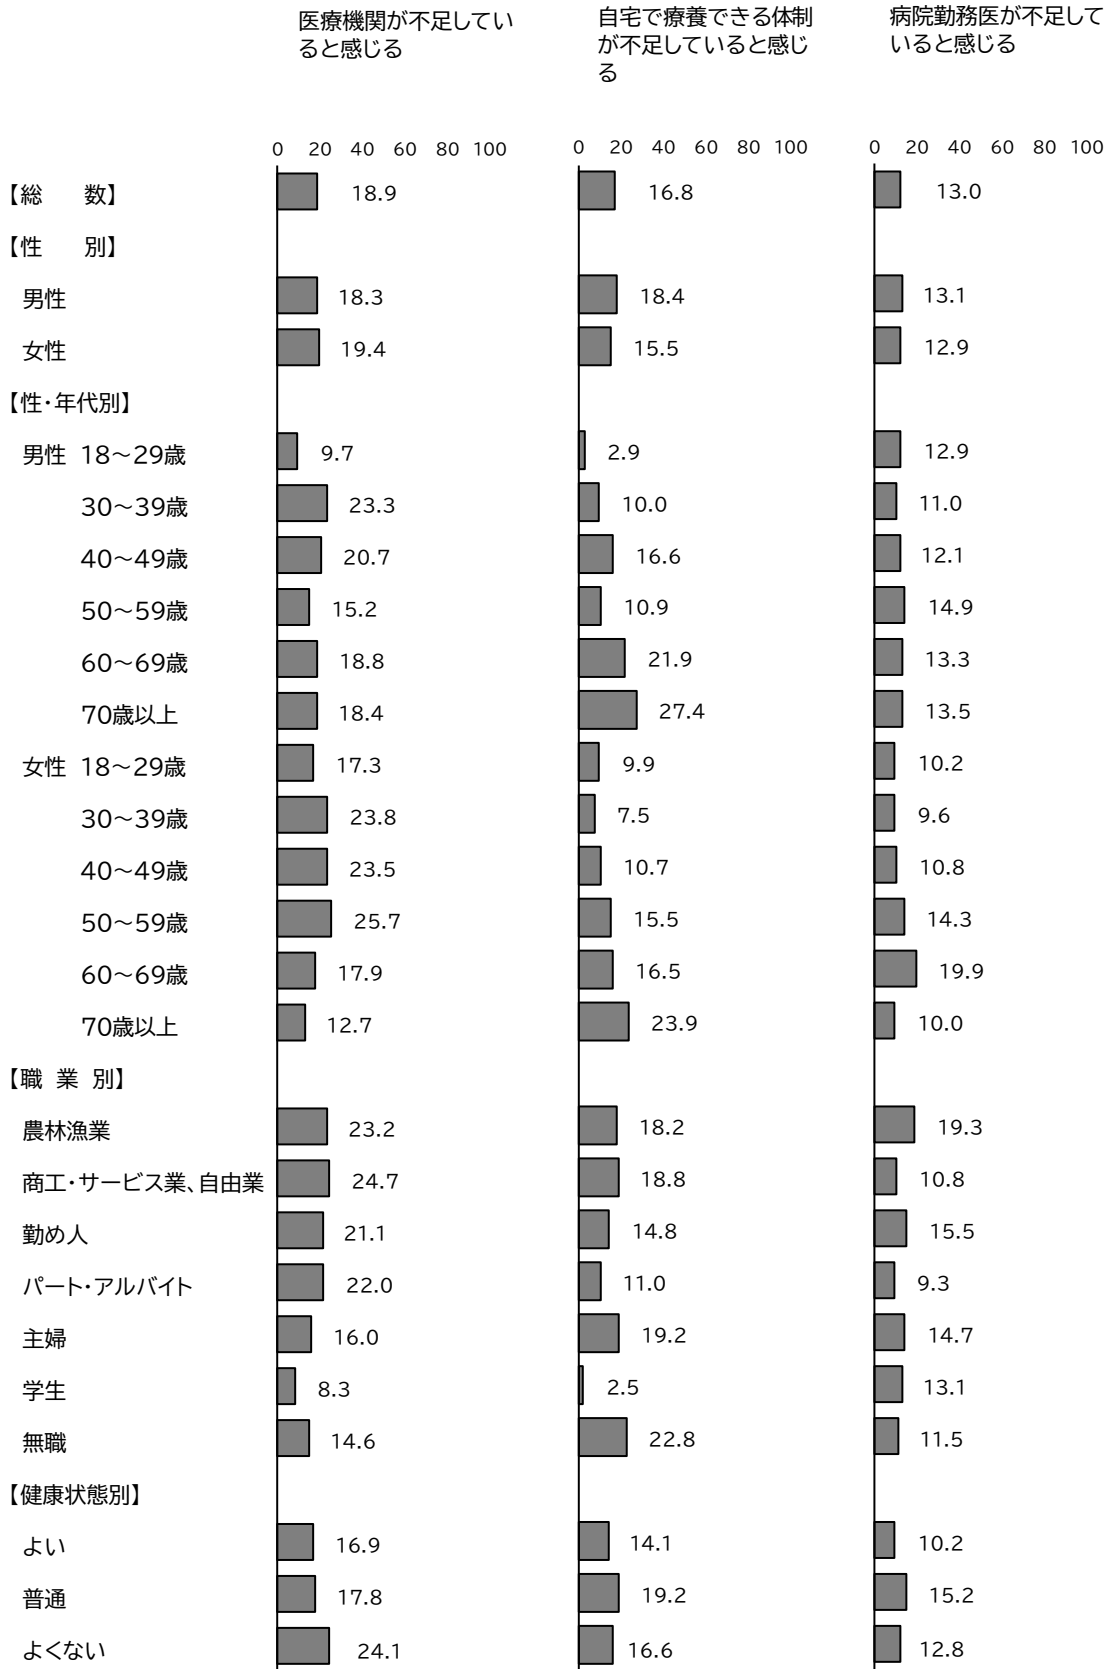 医療機関が不足してい
ると感じる
自宅で療養できる体制
が不足していると感じ
る
病院勤務医が不足して
いると感じる
0 20 40 60 80 100 0 20 40 60 80 100 0 20 40 60 80 100
【総　数】 18.9 16.8 13.0
【性　別】
男性 18.3 18.4 13.1
女性 19.4 15.5 12.9
【性・年代別】
男性 18～29歳 9.7 2.9 12.9
30～39歳 23.3 10.0 11.0
40～49歳 20.7 16.6 12.1
50～59歳 15.2 10.9 14.9
60～69歳 18.8 21.9 13.3
70歳以上 18.4 27.4 13.5
女性 18～29歳 17.3 9.9 10.2
30～39歳 23.8 7.5 9.6
40～49歳 23.5 10.7 10.8
50～59歳 25.7 15.5 14.3
60～69歳 17.9 16.5 19.9
70歳以上 12.7 23.9 10.0
【職 業 別】
農林漁業 23.2 18.2 19.3
商工・サービス業、自由業 24.7 18.8 10.8
勤め人 21.1 14.8 15.5
パート・アルバイト 22.0 11.0 9.3
主婦 16.0 19.2 14.7
学生 8.3 2.5 13.1
無職 14.6 22.8 11.5
【健康状態別】
よい 16.9 14.1 10.2
普通 17.8 19.2 15.2
よくない 24.1 16.6 12.8